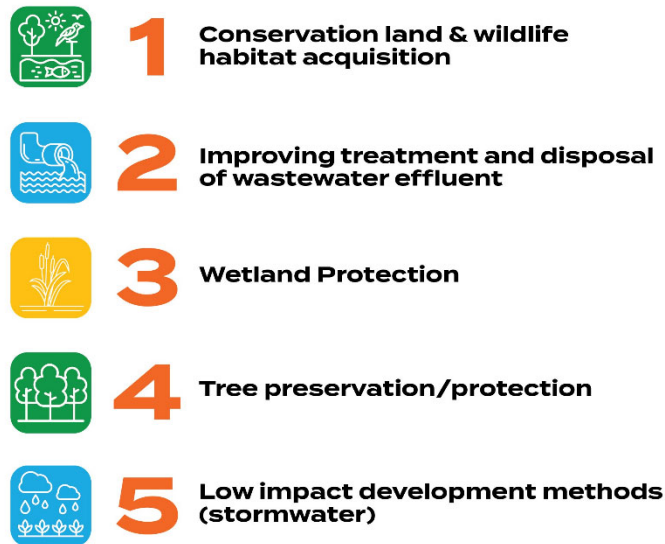 1 Conservation land & wildlife
habitat acquisition
2 Improving treatment and disposal
of wastewater effluent
3 Wetland Protection
4 Tree preservation/protection
5 Low impact development methods
(stormwater)